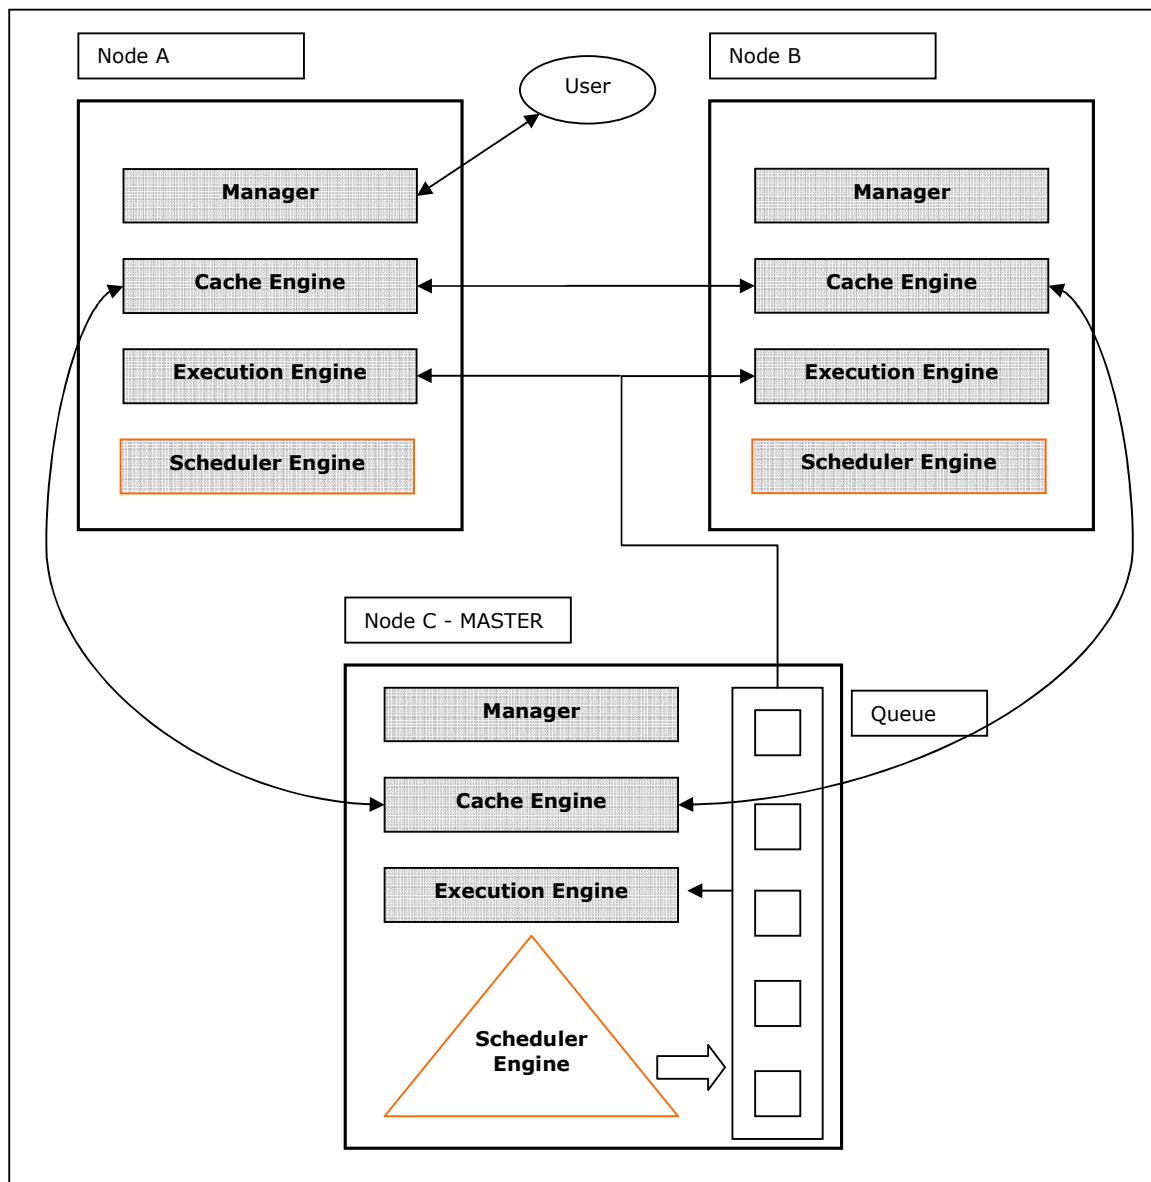 Node A
Node B
User
Manager
Manager
Cache Engine
Cache Engine
Execution Engine
Execution Engine
Scheduler Engine
Scheduler Engine
Node C - MASTER
Manager
Queue
Cache Engine
Execution Engine
Scheduler
Engine